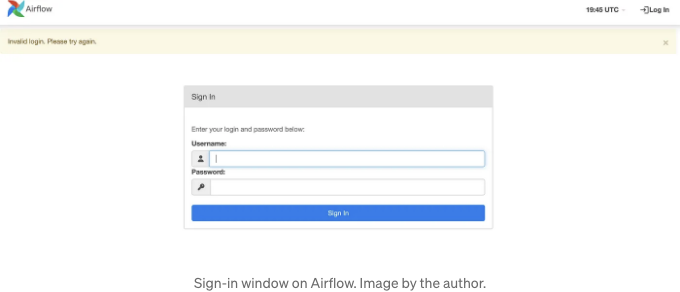 Airflow
19:45 UTC
Log In
Invalid login. Please try again.
×
Sign In
Enter your login and password below:
Username:
Password:
Sign In
Sign-in window on Airflow. Image by the author.